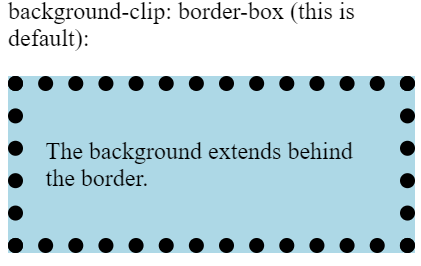 background-clip: border-box (this is
default):
The background extends behind
the border.